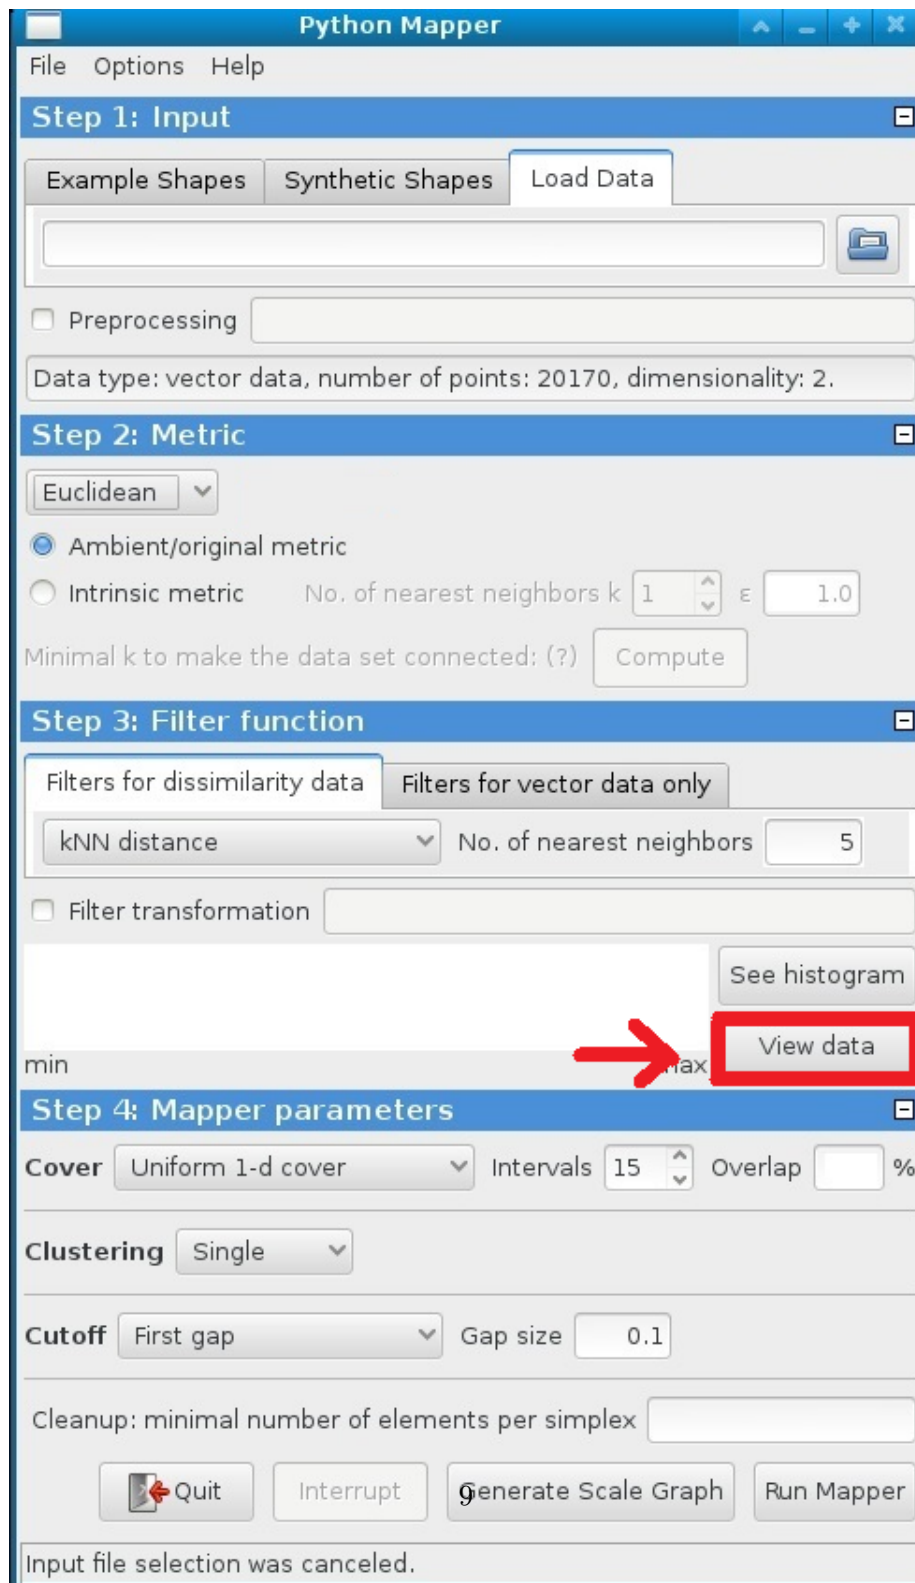 Python Mapper
File Options Help
Step 1: Input
Example Shapes Synthetic Shapes Load Data
Preprocessing
Data type: vector data, number of points: 20170, dimensionality: 2.
Step 2: Metric
Euclidean
Ambient/original metric
Intrinsic metric No. of nearest neighbors k 1 ε 1.0
Minimal k to make the data set connected: (?) Compute
Step 3: Filter function
Filters for dissimilarity data Filters for vector data only
kNN distance No. of nearest neighbors 5
Filter transformation
See histogram
View data
min max
Step 4: Mapper parameters
Cover Uniform 1-d cover Intervals 15 Overlap %
Clustering Single
Cutoff First gap Gap size 0.1
Cleanup: minimal number of elements per simplex
Quit Interrupt Generate Scale Graph Run Mapper
9
Input file selection was canceled.